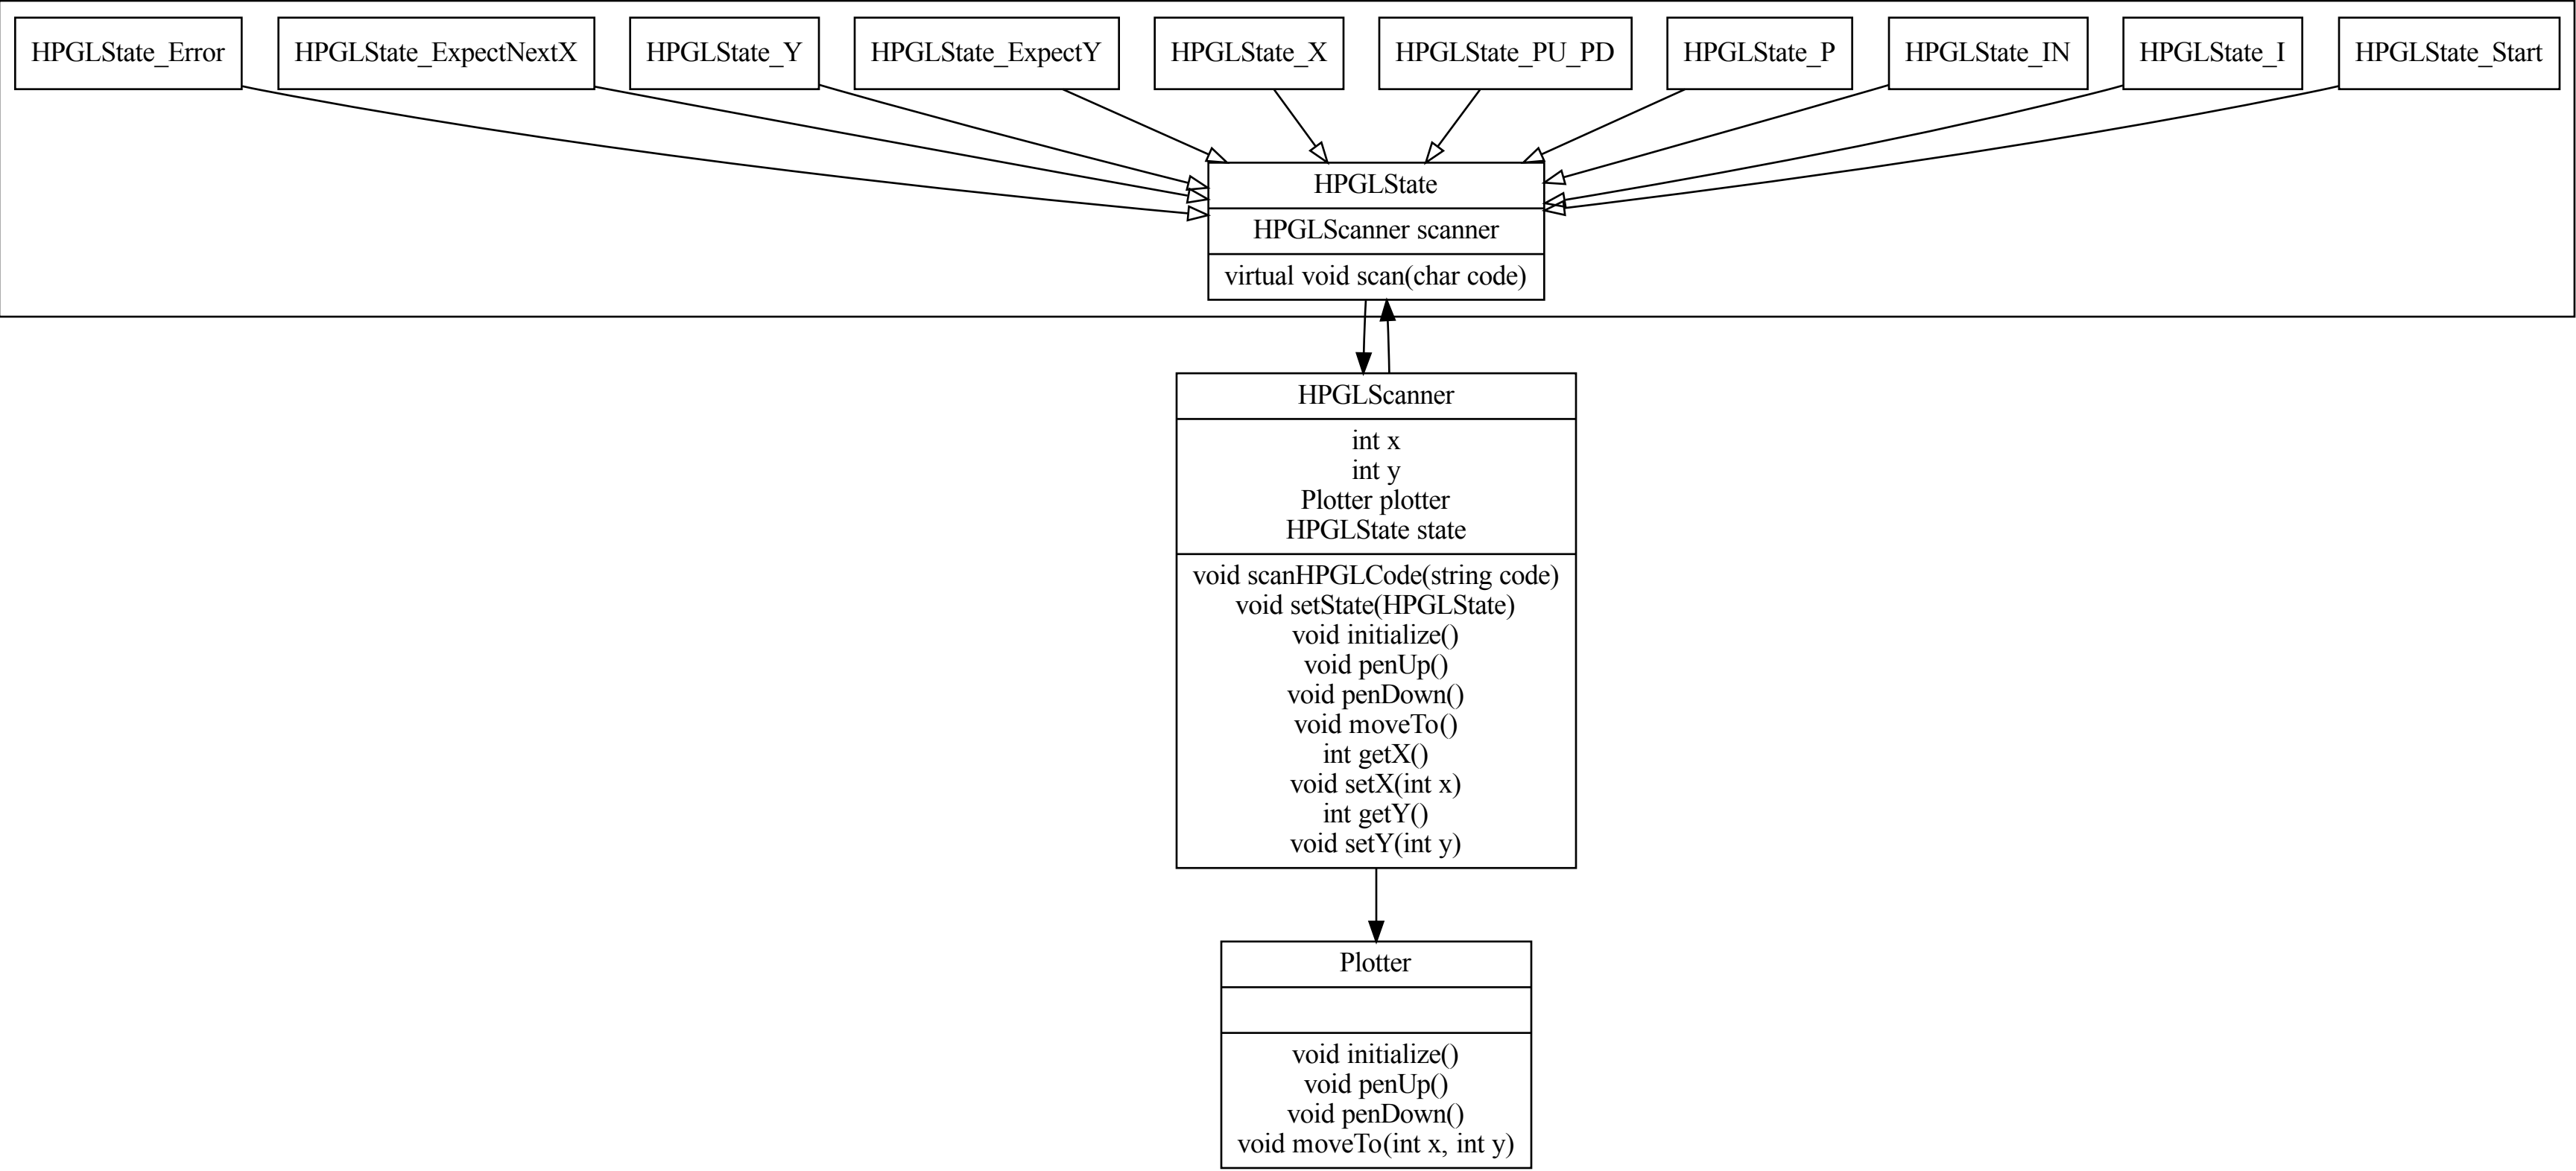 HPGLState_Error
HPGLState_ExpectNextX
HPGLState_Y
HPGLState_ExpectY
HPGLState_X
HPGLState_PU_PD
HPGLState_P
HPGLState_IN
HPGLState_I
HPGLState_Start
HPGLState
HPGLScanner scanner
virtual void scan(char code)
HPGLScanner
int x
int y
Plotter plotter
HPGLState state
void scanHPGLCode(string code)
void setState(HPGLState)
void initialize()
void penUp()
void penDown()
void moveTo()
int getX()
void setX(int x)
int getY()
void setY(int y)
Plotter
void initialize()
void penUp()
void penDown()
void moveTo(int x, int y)